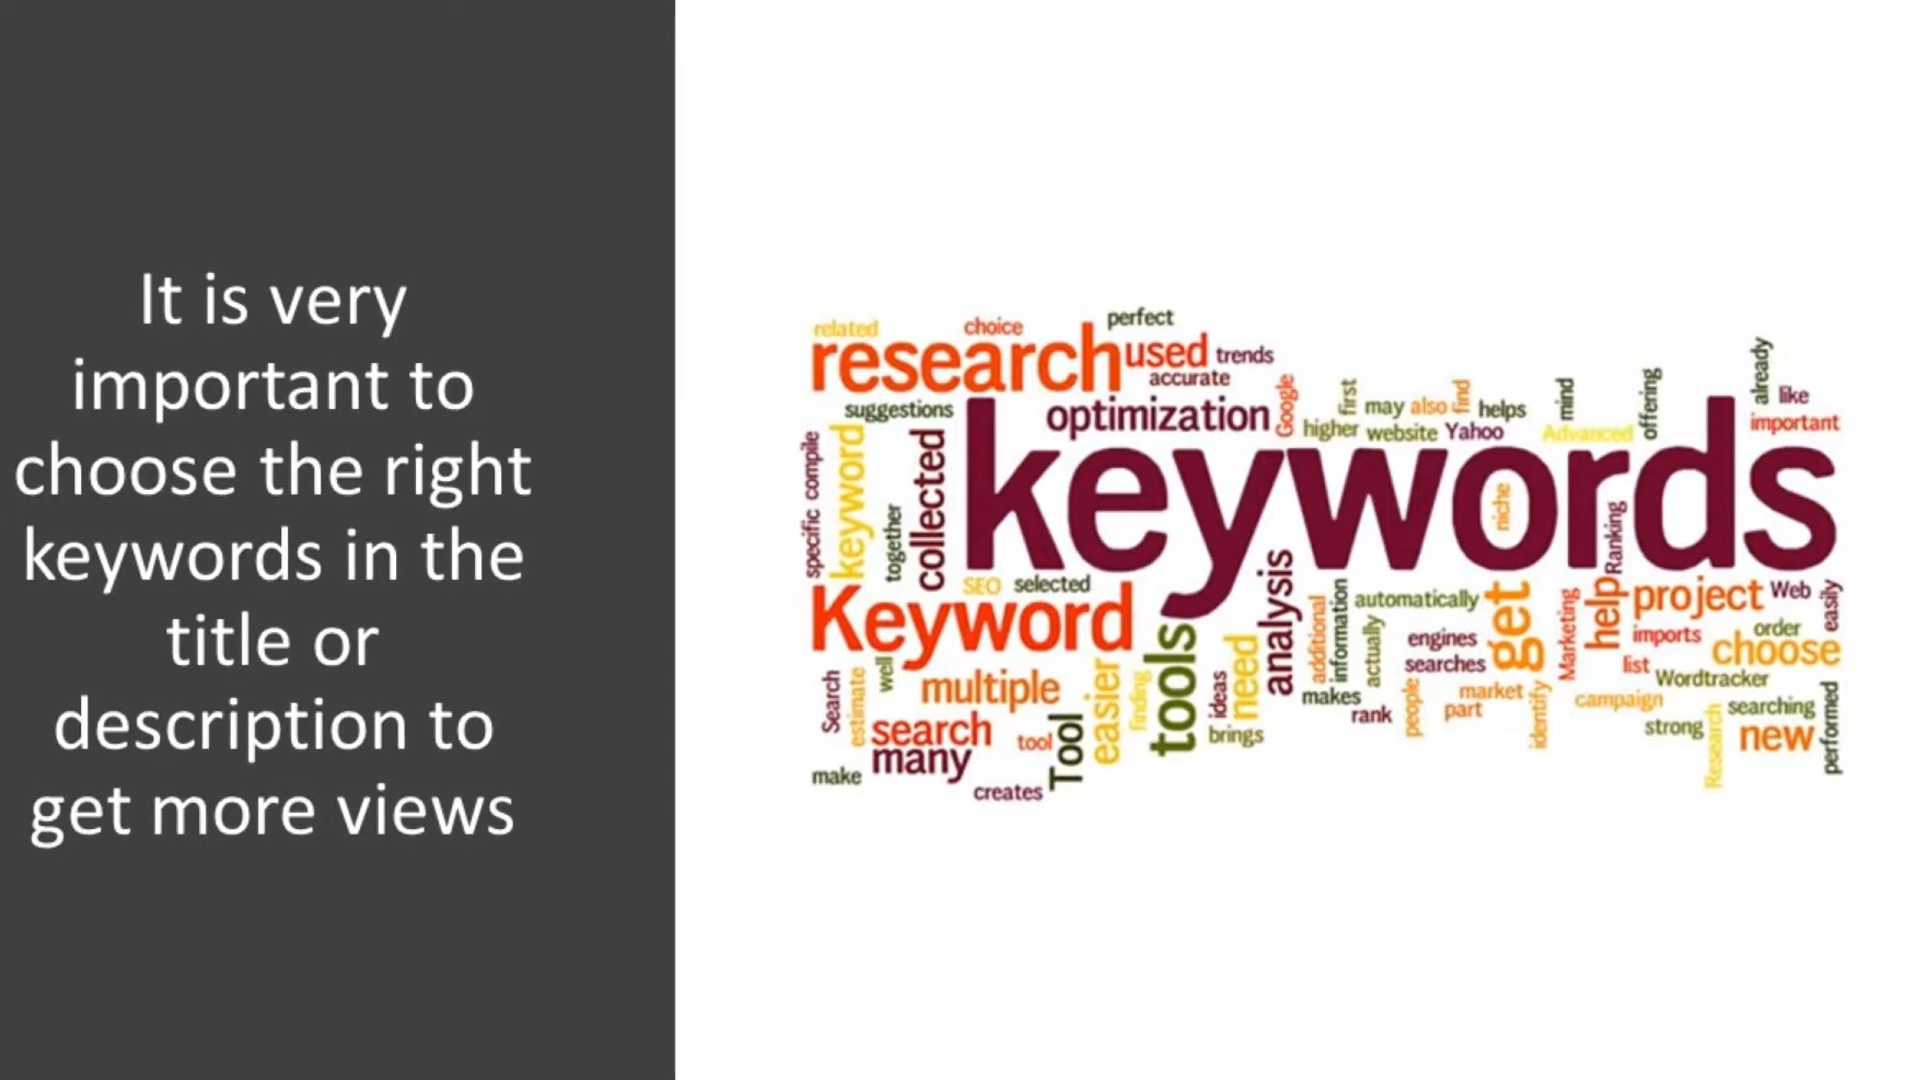 It is very
important to
choose the right
keywords in the
title or
description to
get more views
related
choice
perfect
research
used
trends
accurate
suggestions
optimization
Google
first
may
also
find
helps
mind
offering
already
like
important
higher
website
Yahoo
Advanced
specific
compile
keyword
together
collected
keywords
niche
Ranking
SEO
selected
Keyword
analysis
additional
information
automatically
actually
engines
searches
get
Marketing
help
project
Web
easily
imports
order
list
choose
Wordtracker
Search
estimate
well
multiple
easier
finding
tools
ideas
need
makes
rank
people
market
part
identify
campaign
searching
strong
Research
new
performed
search
many
tool
Tool
brings
make
creates